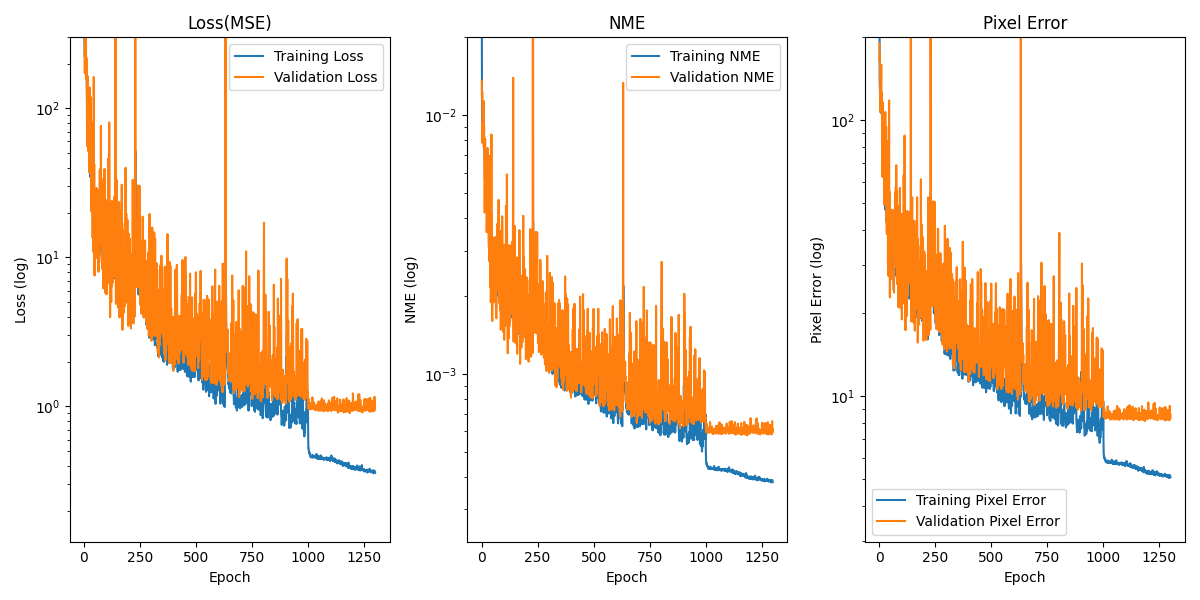 Loss(MSE)
Training Loss
Validation Loss
10²
10¹
10⁰
Loss (log)
0 250 500 750 1000 1250
Epoch
NME
Training NME
Validation NME
10⁻²
10⁻³
NME (log)
0 250 500 750 1000 1250
Epoch
Pixel Error
10²
10¹
Pixel Error (log)
Training Pixel Error
Validation Pixel Error
0 250 500 750 1000 1250
Epoch